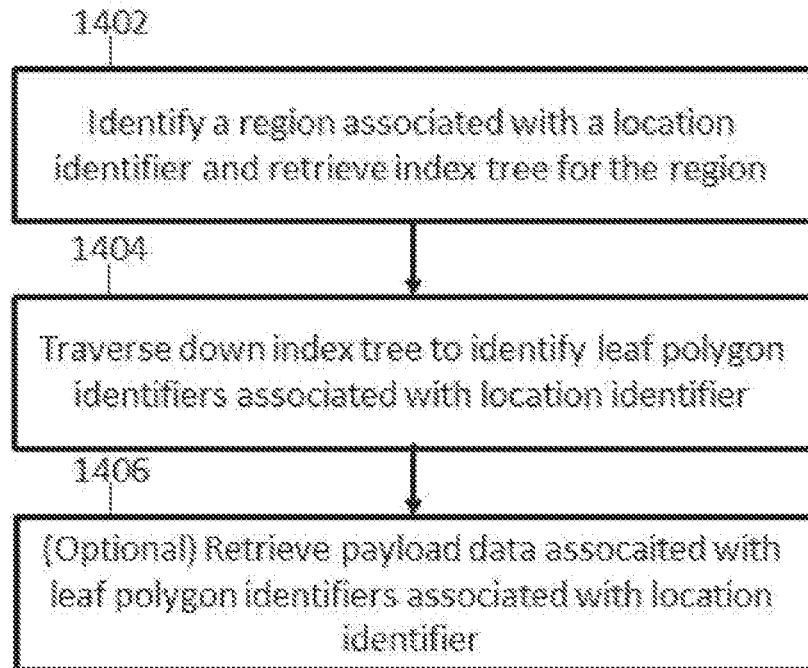 1402
Identify a region associated with a location
identifier and retrieve index tree for the region
1404
Traverse down index tree to identify leaf polygon
identifiers associated with location identifier
1406
(Optional) Retrieve payload data assocaited with
leaf polygon identifiers associated with location
identifier